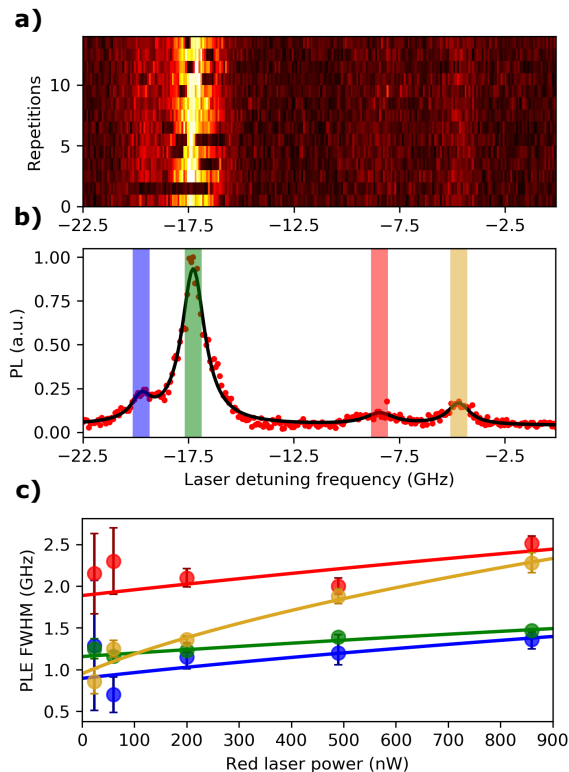 a)
Repetitions
10
5
0
−22.5 −17.5 −12.5 −7.5 −2.5
b)
PL (a.u.)
1.00
0.75
0.50
0.25
0.00
−22.5 −17.5 −12.5 −7.5 −2.5
Laser detuning frequency (GHz)
c)
PLE FWHM (GHz)
2.5
2.0
1.5
1.0
0.5
0 100 200 300 400 500 600 700 800 900
Red laser power (nW)